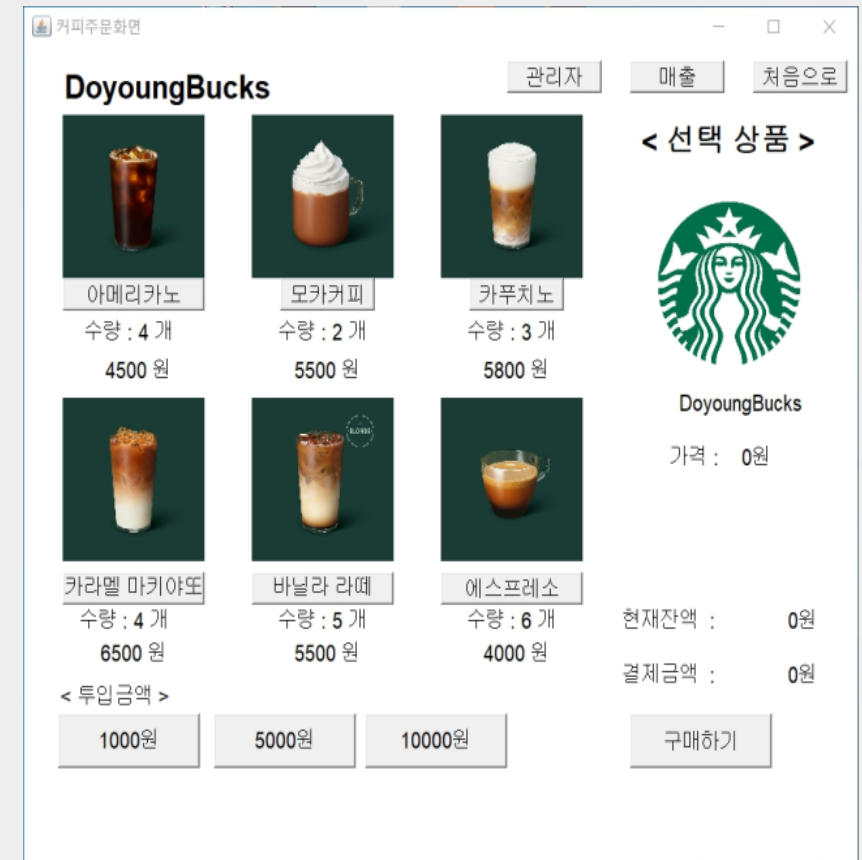 커피주문화면
DoyoungBucks
관리자 매출 처음으로
< 선택 상품 >
아메리카노 모카커피 카푸치노
수량 : 4 개 수량 : 2 개 수량 : 3 개
4500 원 5500 원 5800 원
DoyoungBucks
가격 : 0원
BLONDE
카라멜 마키야또 바닐라 라떼 에스프레소
수량 : 4 개 수량 : 5 개 수량 : 6 개
현재잔액 : 0원
6500 원 5500 원 4000 원
결제금액 : 0원
< 투입금액 >
1000원 5000원 10000원 구매하기